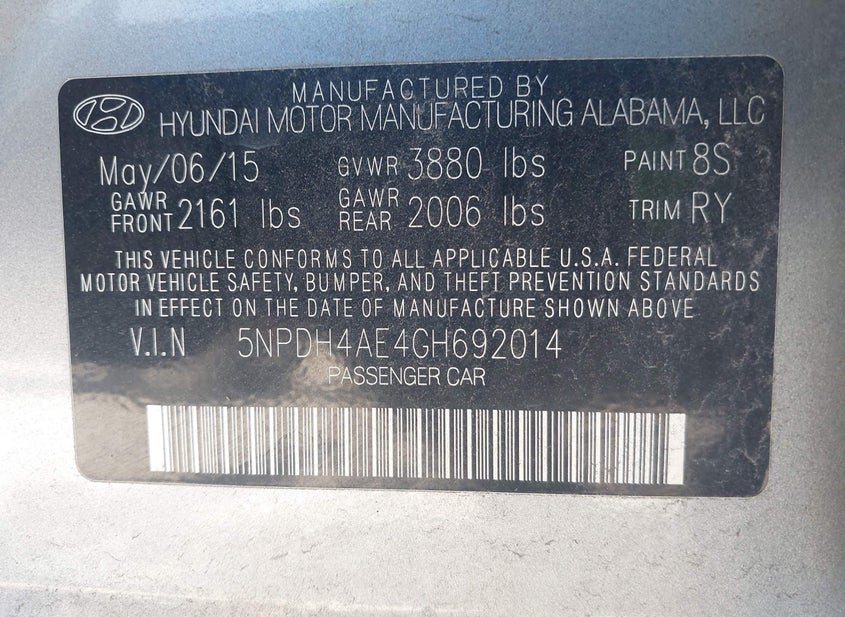 MANUFACTURED BY
HYUNDAI MOTOR MANUFACTURING ALABAMA, LLC
May/06/15 GVWR 3880 lbs PAINT 8S
GAWR FRONT 2161 lbs GAWR REAR 2006 lbs TRIM RY
THIS VEHICLE CONFORMS TO ALL APPLICABLE U.S.A. FEDERAL
MOTOR VEHICLE SAFETY, BUMPER, AND THEFT PREVENTION STANDARDS
IN EFFECT ON THE DATE OF MANUFACTURE SHOWN ABOVE
V.I.N 5NPDH4AE4GH692014
PASSENGER CAR